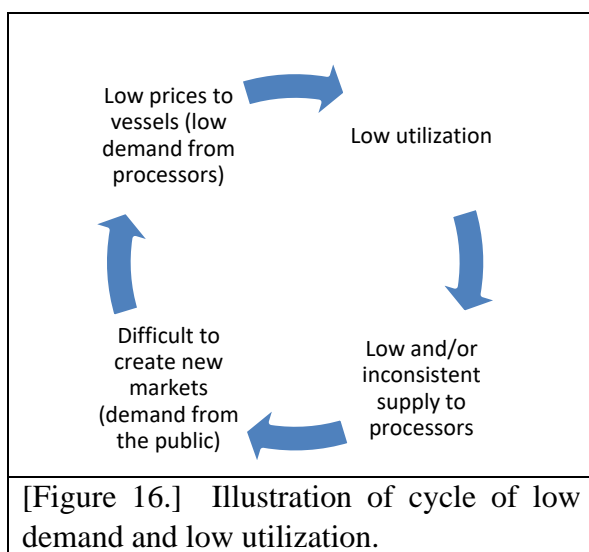 Low prices to
vessels (low
demand from
processors)
Low utilization
Low and/or
inconsistent
supply to
processors
Difficult to
create new
markets
(demand from
the public)
[Figure 16.] Illustration of cycle of low
demand and low utilization.